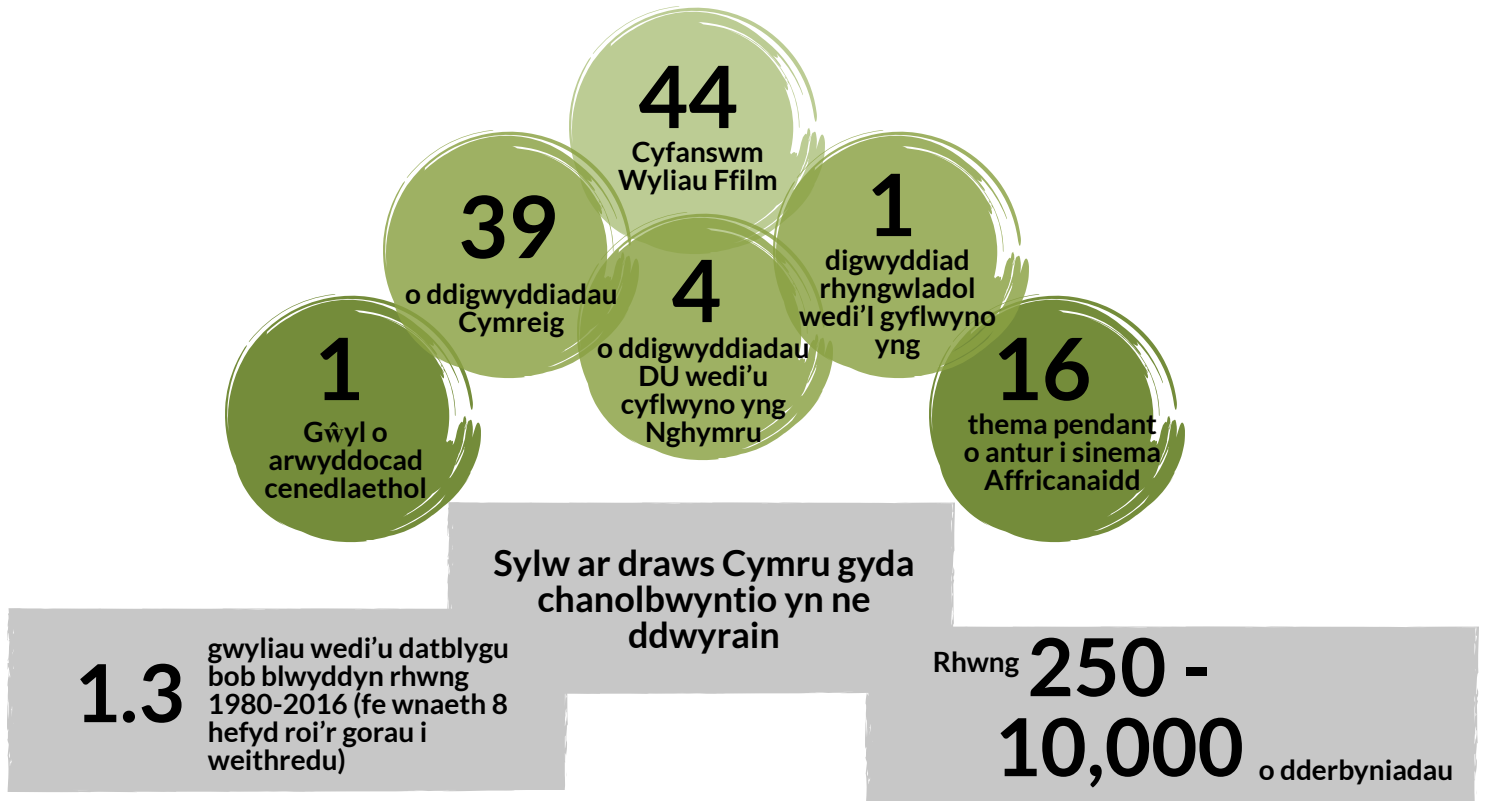 44
Cyfanswm
Wyliau Ffilm
39
o ddigwyddiadau
Cymreig
1
digwyddiad
rhyngwladol
wedi’I gyflwyno
yng
4
o ddigwyddiadau
DU wedi’u
cyflwyno yng
Nghymru
1
Gŵyl o
arwyddocad
cenedlaethol
16
thema pendant
o antur i sinema
Affricanaidd
Sylw ar draws Cymru gyda
chanolbwyntio yn ne
ddwyrain
1.3
gwyliau wedi’u datblygu
bob blwyddyn rhwng
1980-2016 (fe wnaeth 8
hefyd roi’r gorau i
weithredu)
Rhwng 250 -
10,000 o dderbyniadau